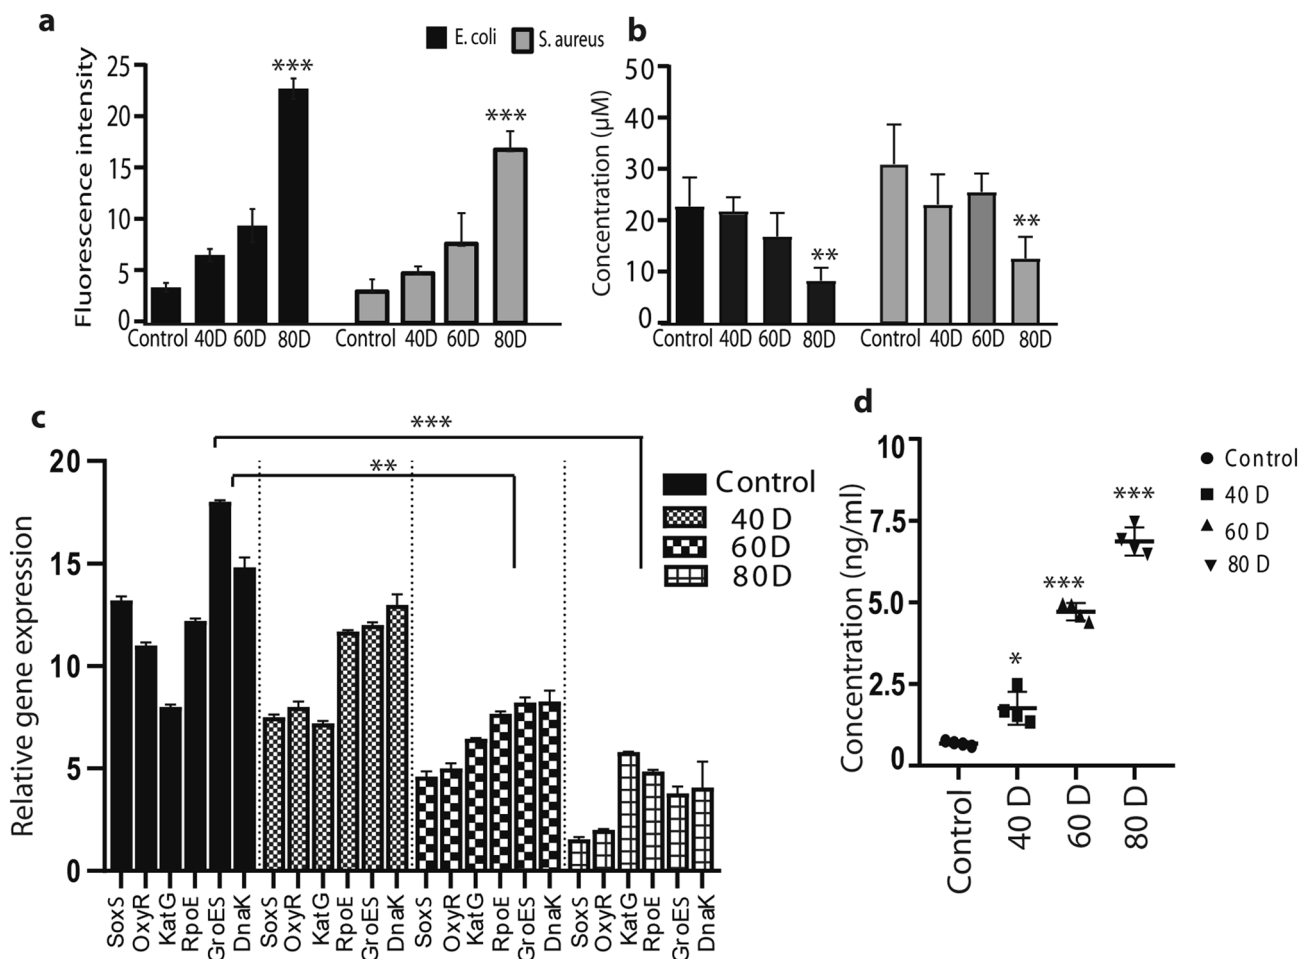 a
E. coli
S. aureus
Fluorescence intensity
25
20
15
10
5
0
***
***
Control 40D 60D 80D
Control 40D 60D 80D
b
Concentration (μM)
50
40
30
20
10
0
**
**
Control 40D 60D 80D
Control 40D 60D 80D
c
Relative gene expression
20
15
10
5
0
***
**
Control
40 D
60D
80D
SoxS
OxyR
KatG
RpoE
GroES
DnaK
SoxS
OxyR
KatG
RpoE
GroES
DnaK
SoxS
OxyR
KatG
RpoE
GroES
DnaK
SoxS
OxyR
KatG
RpoE
GroES
DnaK
d
Concentration (ng/ml)
10
7.5
5.0
2.5
0
*
***
***
Control
40 D
60 D
80 D
Control
40 D
60 D
80 D